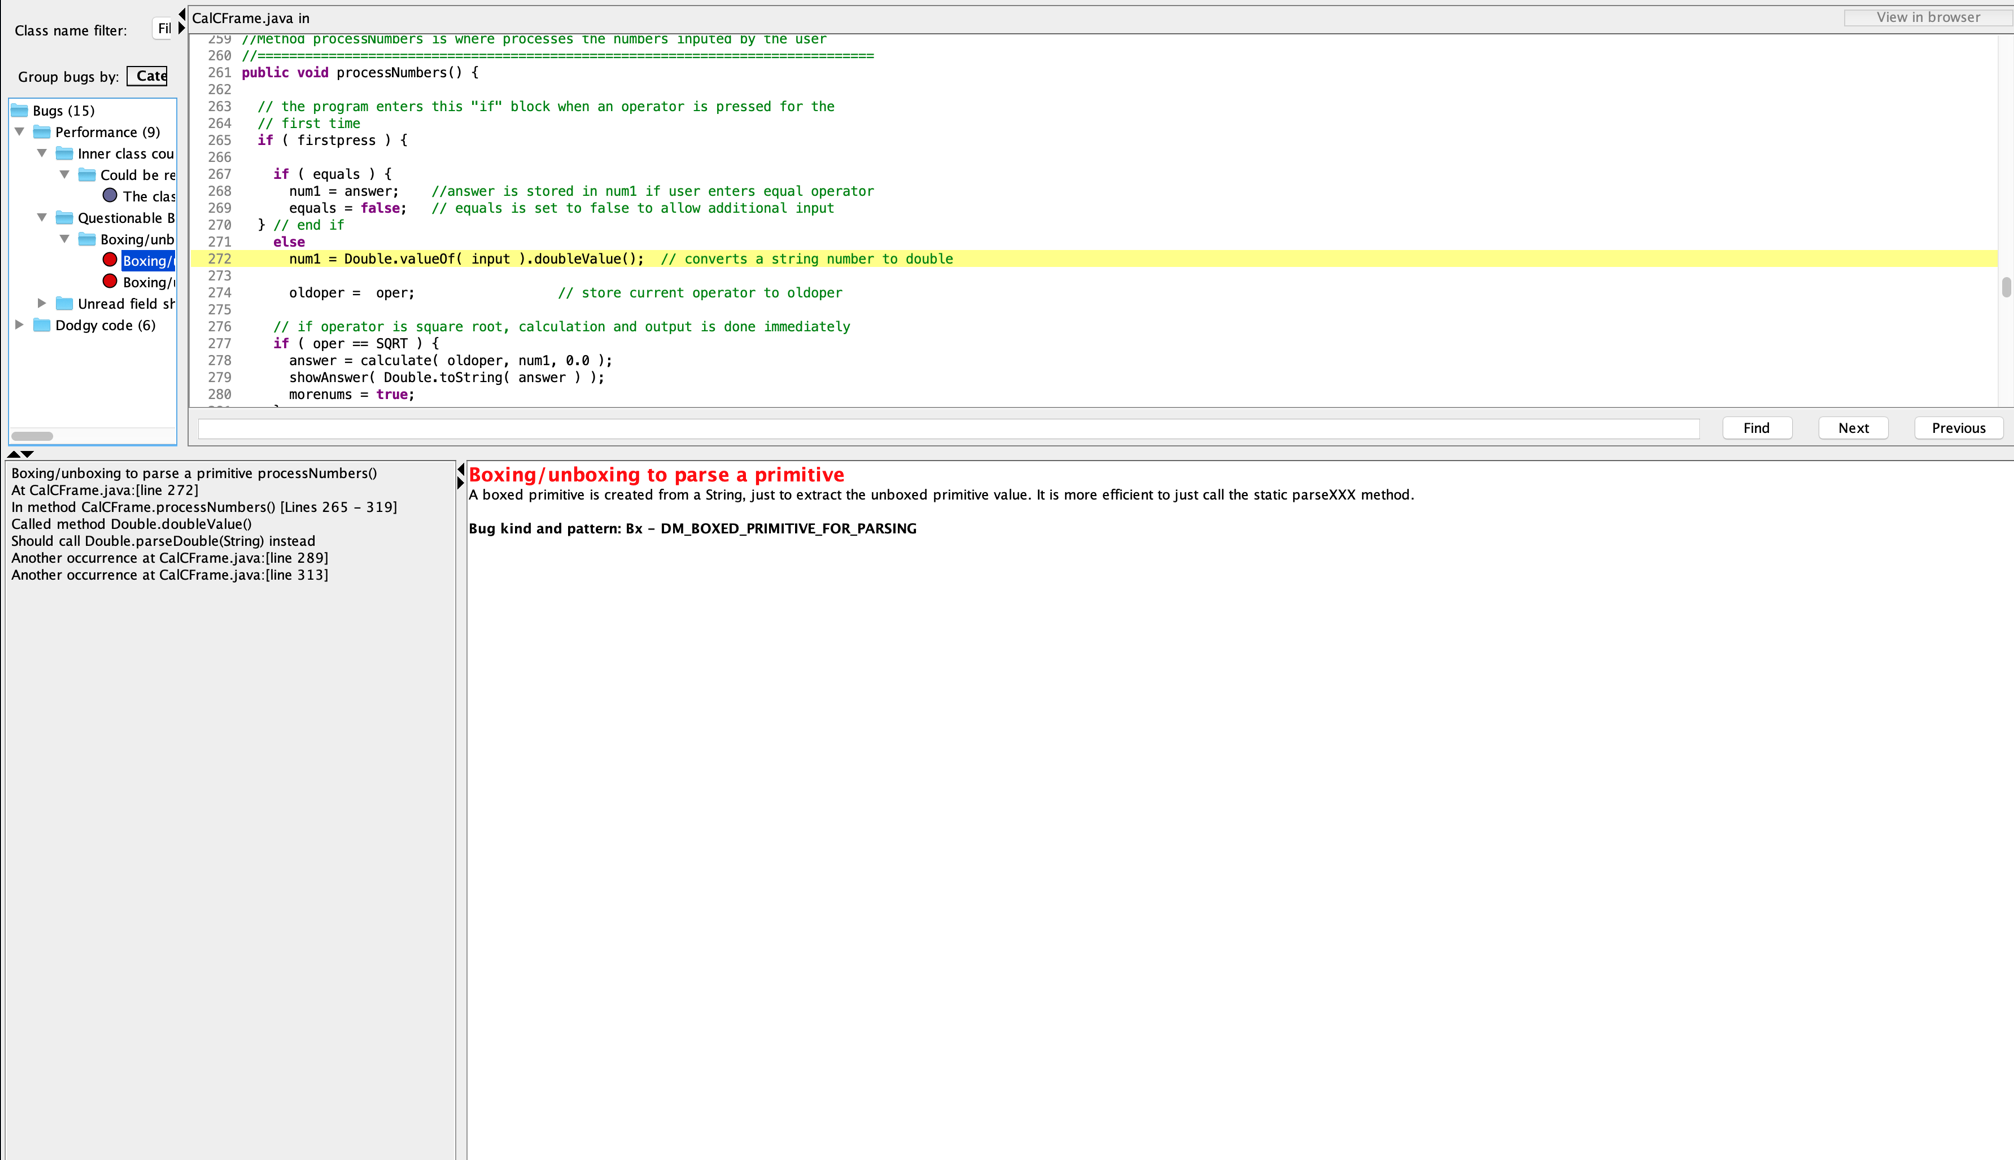 Class name filter:
Fil
Group bugs by:
Cate
Bugs (15)
Performance (9)
Inner class cou
Could be re
The clas
Questionable B
Boxing/unb
Boxing/
Boxing/
Unread field sh
Dodgy code (6)
CalCFrame.java in
View in browser
259 //Method processNumbers is where processes the numbers inputed by the user
260 //==============================================================================
261 public void processNumbers() {
262
263 // the program enters this "if" block when an operator is pressed for the
264 // first time
265 if ( firstpress ) {
266
267 if ( equals ) {
268 num1 = answer; //answer is stored in num1 if user enters equal operator
269 equals = false; // equals is set to false to allow additional input
270 } // end if
271 else
272 num1 = Double.valueOf( input ).doubleValue(); // converts a string number to double
273
274 oldoper = oper; // store current operator to oldoper
275
276 // if operator is square root, calculation and output is done immediately
277 if ( oper == SQRT ) {
278 answer = calculate( oldoper, num1, 0.0 );
279 showAnswer( Double.toString( answer ) );
280 morenums = true;
Find
Next
Previous
Boxing/unboxing to parse a primitive processNumbers()
At CalCFrame.java:[line 272]
In method CalCFrame.processNumbers() [Lines 265 - 319]
Called method Double.doubleValue()
Should call Double.parseDouble(String) instead
Another occurrence at CalCFrame.java:[line 289]
Another occurrence at CalCFrame.java:[line 313]
Boxing/unboxing to parse a primitive
A boxed primitive is created from a String, just to extract the unboxed primitive value. It is more efficient to just call the static parseXXX method.
Bug kind and pattern: Bx - DM_BOXED_PRIMITIVE_FOR_PARSING